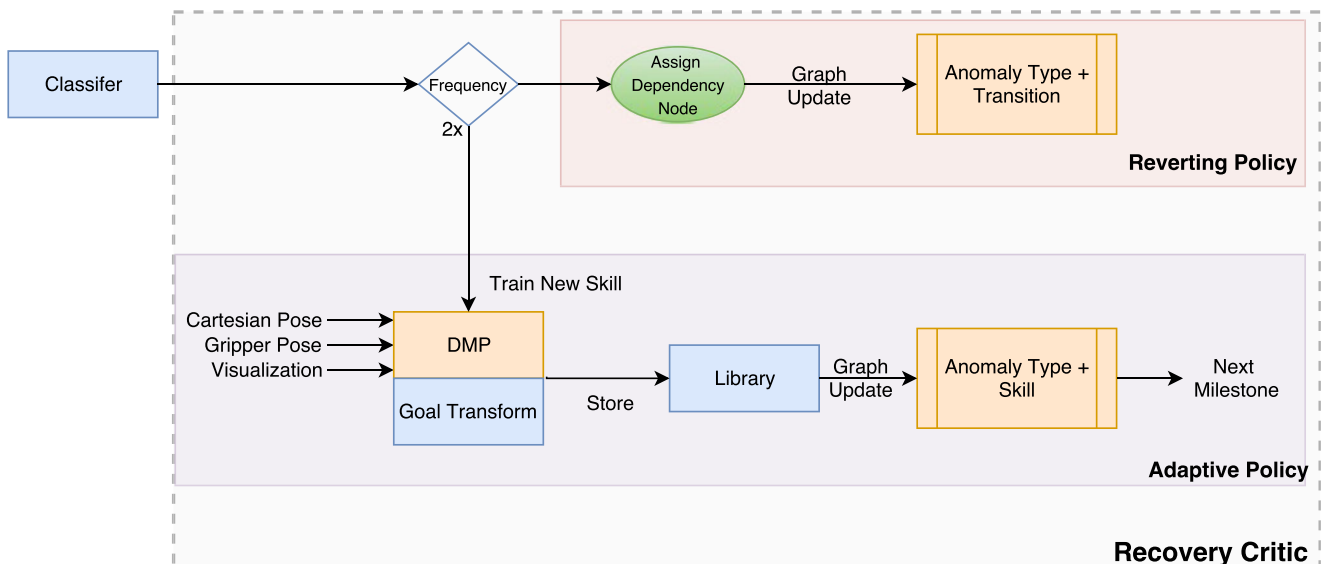 Classifer
Frequency
2x
Assign
Dependency
Node
Graph
Update
Anomaly Type +
Transition
Reverting Policy
Train New Skill
Cartesian Pose
Gripper Pose
Visualization
DMP
Goal Transform
Store
Library
Graph
Update
Anomaly Type +
Skill
Next
Milestone
Adaptive Policy
Recovery Critic